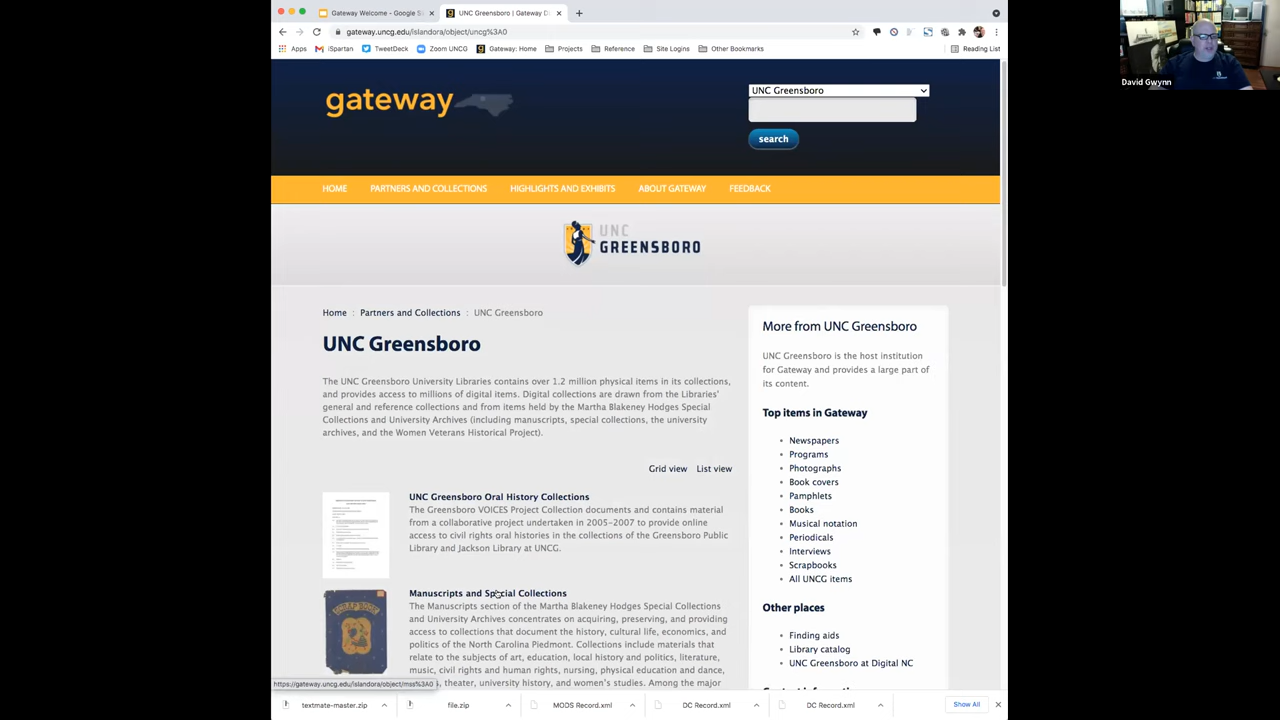 Gateway Welcome - Google Sl
UNC Greensboro | Gateway D
gateway.uncg.edu/islandora/object/uncg%3A0
Apps
iSpartan
TweetDeck
Zoom UNCG
Gateway: Home
Projects
Reference
Site Logins
Other Bookmarks
Reading List
David Gwynn
gateway
UNC Greensboro
search
HOME
PARTNERS AND COLLECTIONS
HIGHLIGHTS AND EXHIBITS
ABOUT GATEWAY
FEEDBACK
UNC
GREENSBORO
Home : Partners and Collections : UNC Greensboro
UNC Greensboro
The UNC Greensboro University Libraries contains over 1.2 million physical items in its collections,
and provides access to millions of digital items. Digital collections are drawn from the Libraries'
general and reference collections and from items held by the Martha Blakeney Hodges Special
Collections and University Archives (including manuscripts, special collections, the university
archives, and the Women Veterans Historical Project).
Grid view
List view
UNC Greensboro Oral History Collections
The Greensboro VOICES Project Collection documents and contains material
from a collaborative project undertaken in 2005-2007 to provide online
access to civil rights oral histories in the collections of the Greensboro Public
Library and Jackson Library at UNCG.
SCRAPBOOK
Manuscripts and Special Collections
The Manuscripts section of the Martha Blakeney Hodges Special Collections
and University Archives concentrates on acquiring, preserving, and providing
access to collections that document the history, cultural life, economics, and
politics of the North Carolina Piedmont. Collections include materials that
relate to the subjects of art, education, local history and politics, literature,
music, civil rights and human rights, nursing, physical education and dance,
theater, university history, and women's studies. Among the major
More from UNC Greensboro
UNC Greensboro is the host institution
for Gateway and provides a large part of
its content.
Top items in Gateway
Newspapers
Programs
Photographs
Book covers
Pamphlets
Books
Musical notation
Periodicals
Interviews
Scrapbooks
All UNCG items
Other places
Finding aids
Library catalog
UNC Greensboro at Digital NC
https://gateway.uncg.edu/islandora/object/mss%3A0
textmate-master.zip
file.zip
MODS Record.xml
DC Record.xml
DC Record.xml
Show All